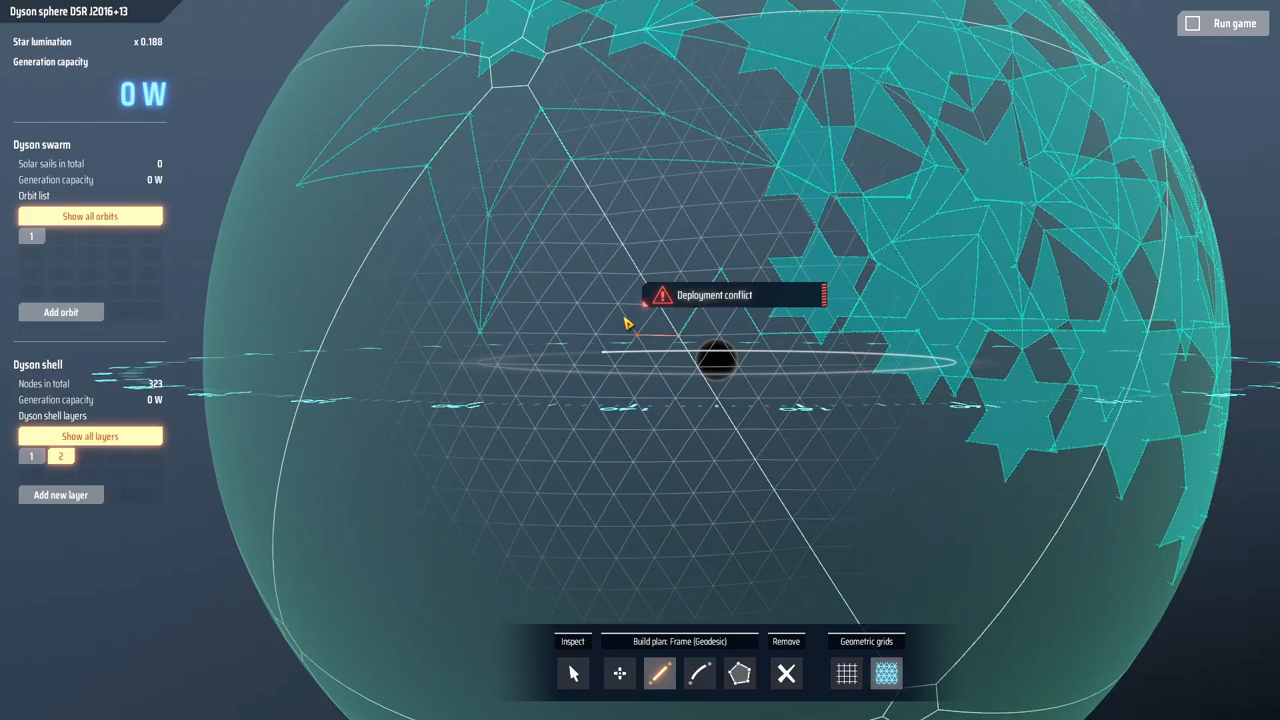 Dyson sphere DSR J2016+13
Run game
Star lumination x 0.188
Generation capacity
0 W
Dyson swarm
Solar sails in total 0
Generation capacity 0 W
Orbit list
Show all orbits
1
Add orbit
Deployment conflict
Dyson shell
Nodes in total 323
Generation capacity 0 W
Dyson shell layers
Show all layers
1 2
Add new layer
Inspect Build plan: Frame (Geodesic) Remove Geometric grids